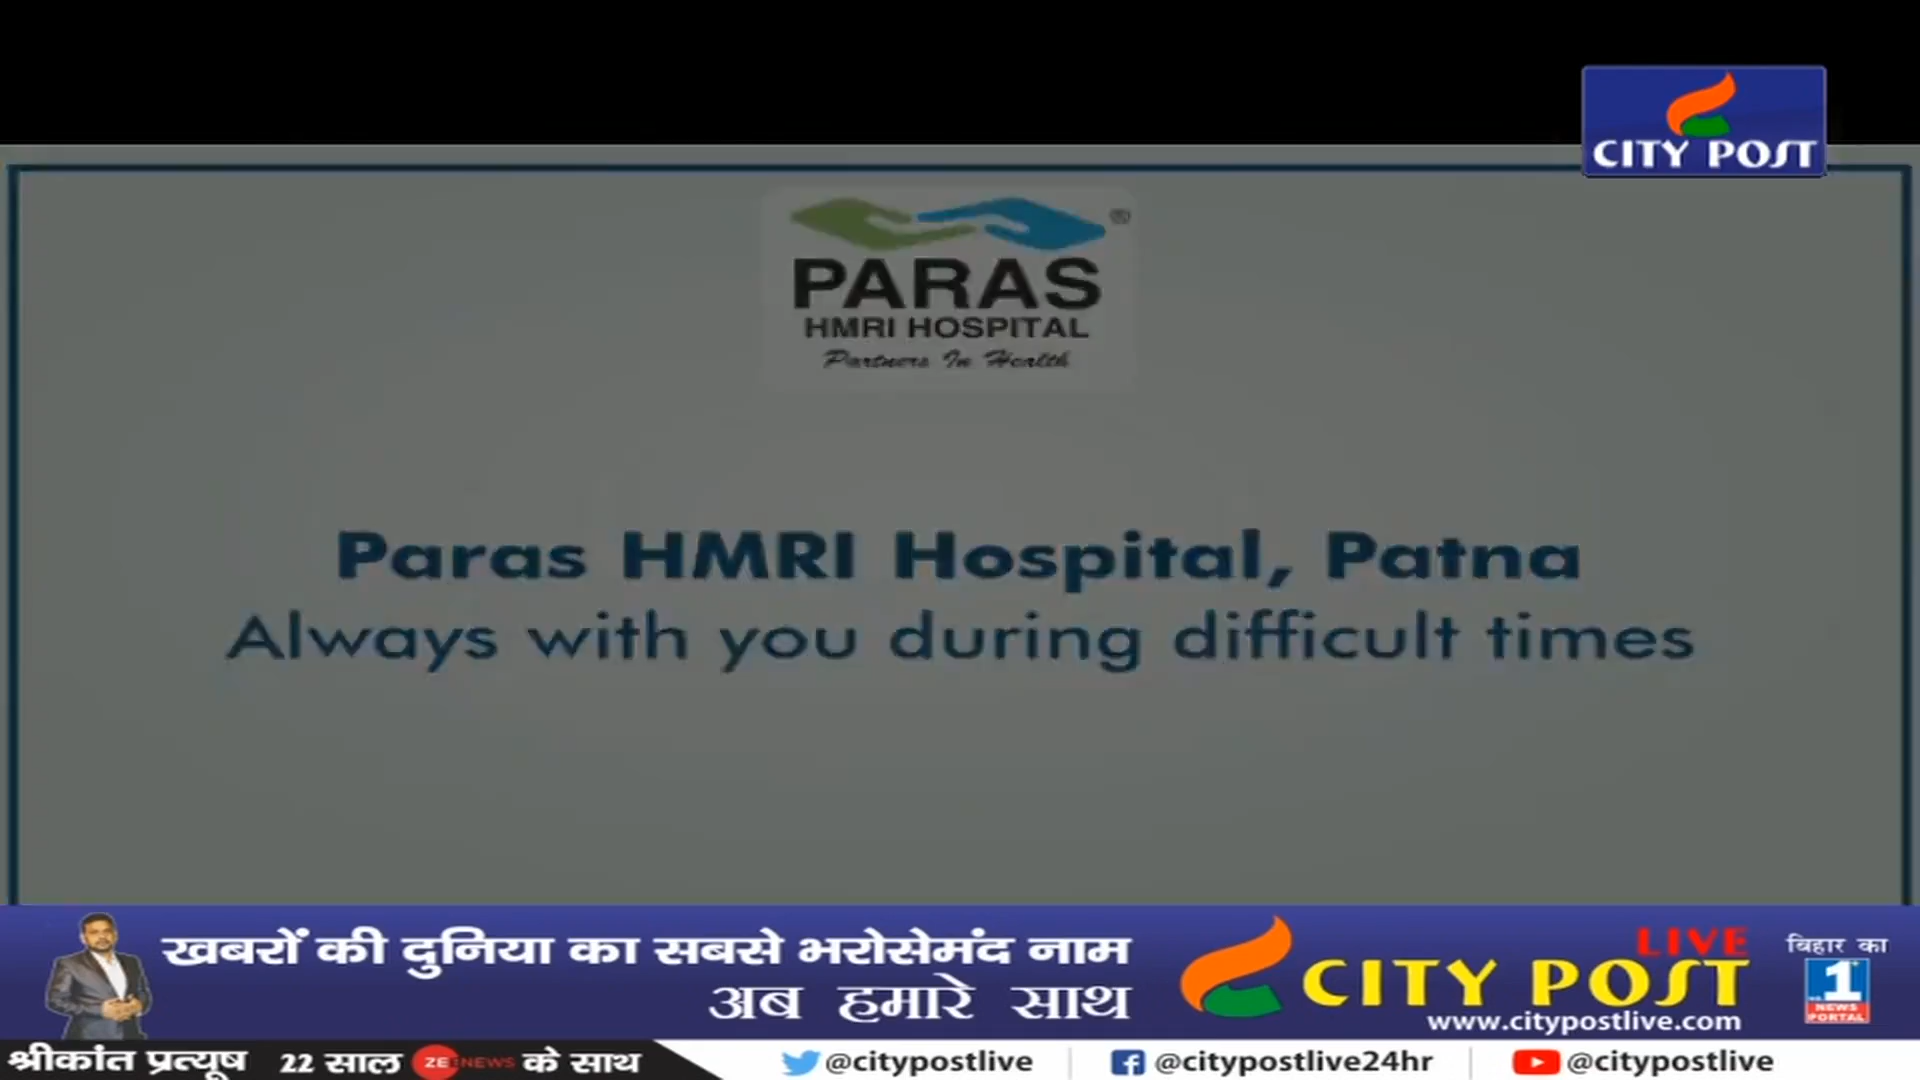 CITY POST
PARAS®
HMRI HOSPITAL
Partners In Health
Paras HMRI Hospital, Patna
Always with you during difficult times
खबरों की दुनिया का सबसे भरोसेमंद नाम
अब हमारे साथ
LIVE
CITY POST
www.citypostlive.com
बिहार का
NO. 1
NEWS
PORTAL
श्रीकांत प्रत्यूष 22 साल ZEE NEWS के साथ
@citypostlive
@citypostlive24hr
@citypostlive